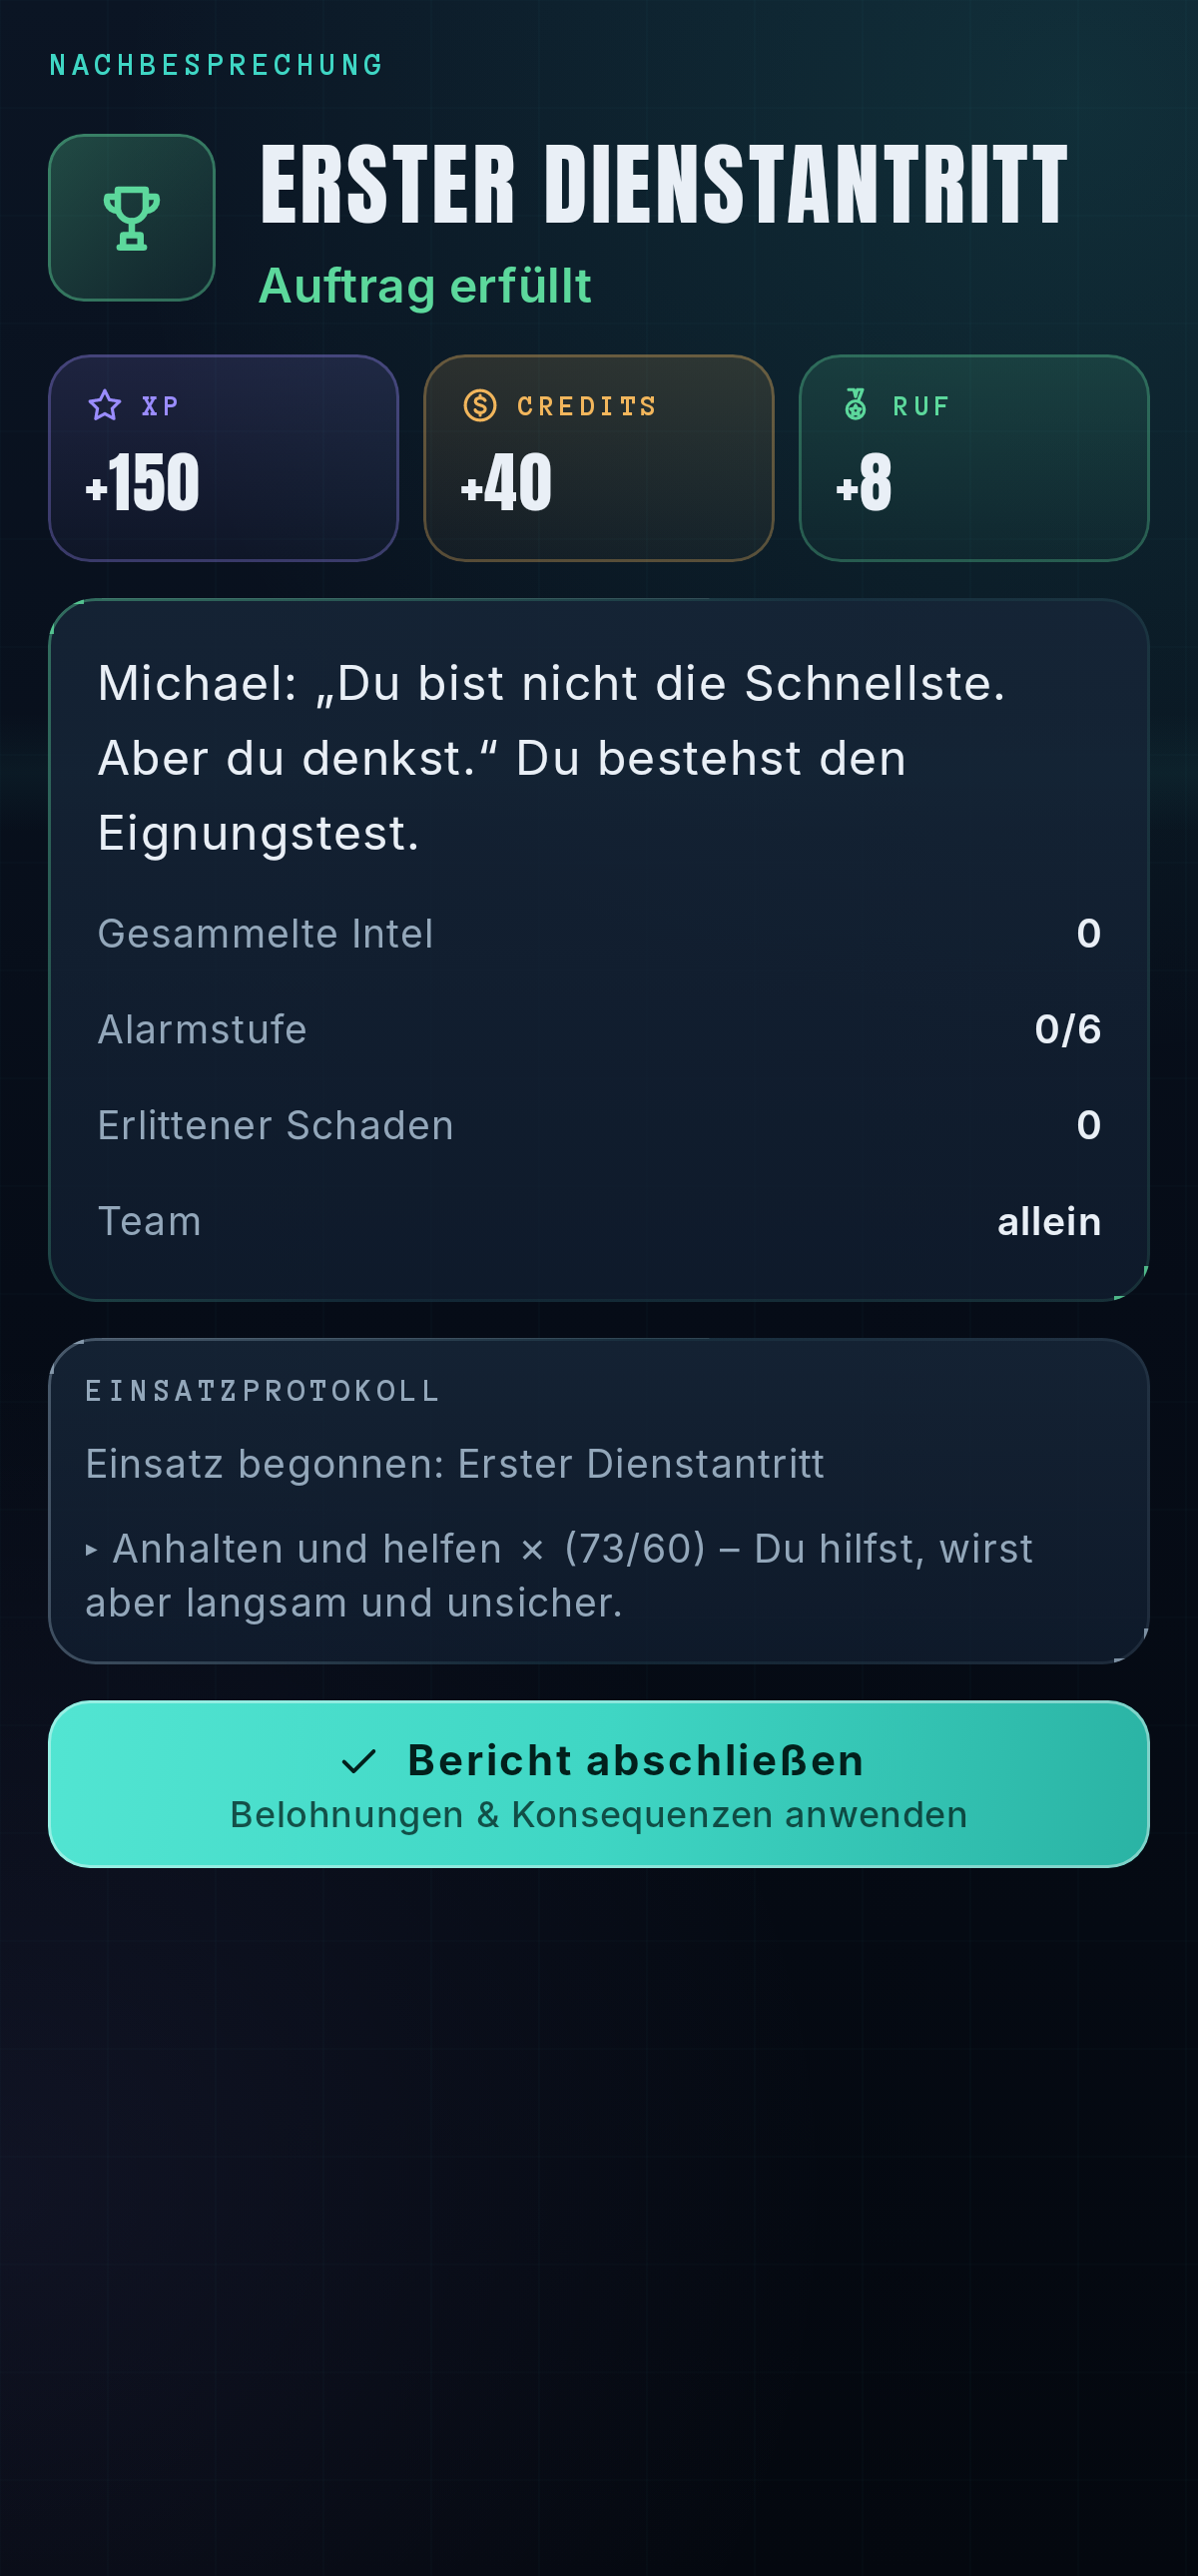 NACHBESPRECHUNG
ERSTER DIENSTANTRITT
Auftrag erfüllt
XP
+150
CREDITS
+40
RUF
+8
Michael: „Du bist nicht die Schnellste.
Aber du denkst.“ Du bestehst den
Eignungstest.
Gesammelte Intel 0
Alarmstufe 0/6
Erlittener Schaden 0
Team allein
EINSATZPROTOKOLL
Einsatz begonnen: Erster Dienstantritt
▸ Anhalten und helfen × (73/60) – Du hilfst, wirst
aber langsam und unsicher.
✓ Bericht abschließen
Belohnungen & Konsequenzen anwenden